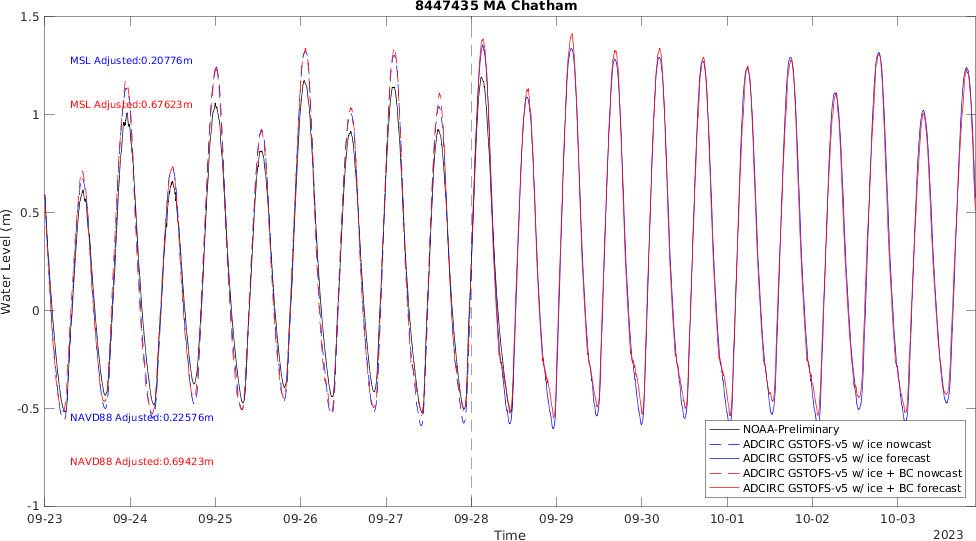 8447435 MA Chatham
1.5
1
0.5
0
-0.5
-1
Water Level (m)
MSL Adjusted:0.20776m
MSL Adjusted:0.67623m
NAVD88 Adjusted:0.22576m
NAVD88 Adjusted:0.69423m
NOAA-Preliminary
ADCIRC GSTOFS-v5 w/ ice nowcast
ADCIRC GSTOFS-v5 w/ ice forecast
ADCIRC GSTOFS-v5 w/ ice + BC nowcast
ADCIRC GSTOFS-v5 w/ ice + BC forecast
09-23 09-24 09-25 09-26 09-27 09-28 09-29 09-30 10-01 10-02 10-03
Time
2023